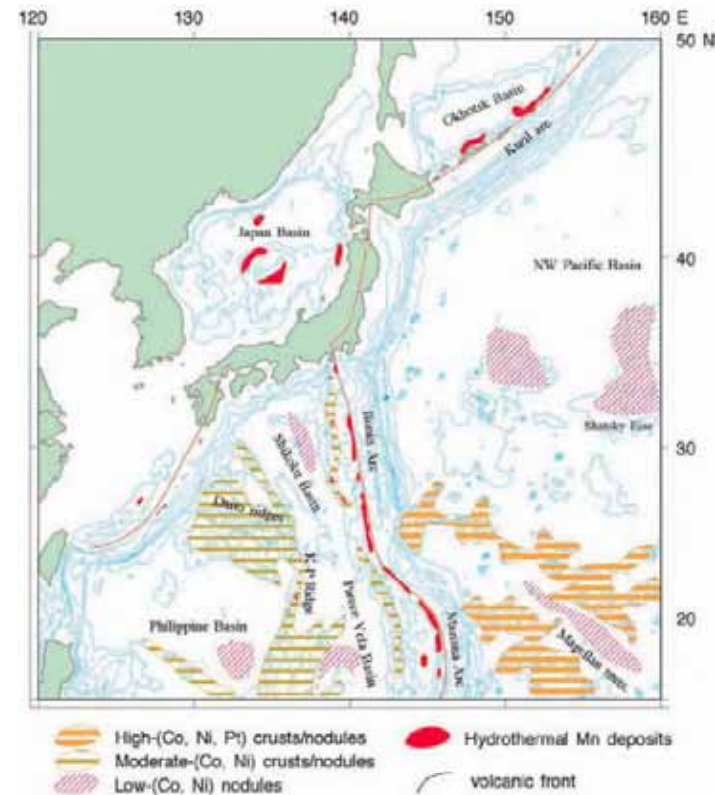 120 130 140 150 160 E
50 N
Okhotsk Basin
Kuril arc
Japan Basin
40
NW Pacific Basin
Shatsky Rise
30
Bonin Arc
Shikoku Basin
Daito ridges
K-P Ridge
20
Parece Vela Basin
Mariana Arc
Philippine Basin
Magellan smts.
High-(Co, Ni, Pt) crusts/nodules
Hydrothermal Mn deposits
Moderate-(Co, Ni) crusts/nodules
Low-(Co, Ni) nodules
volcanic front